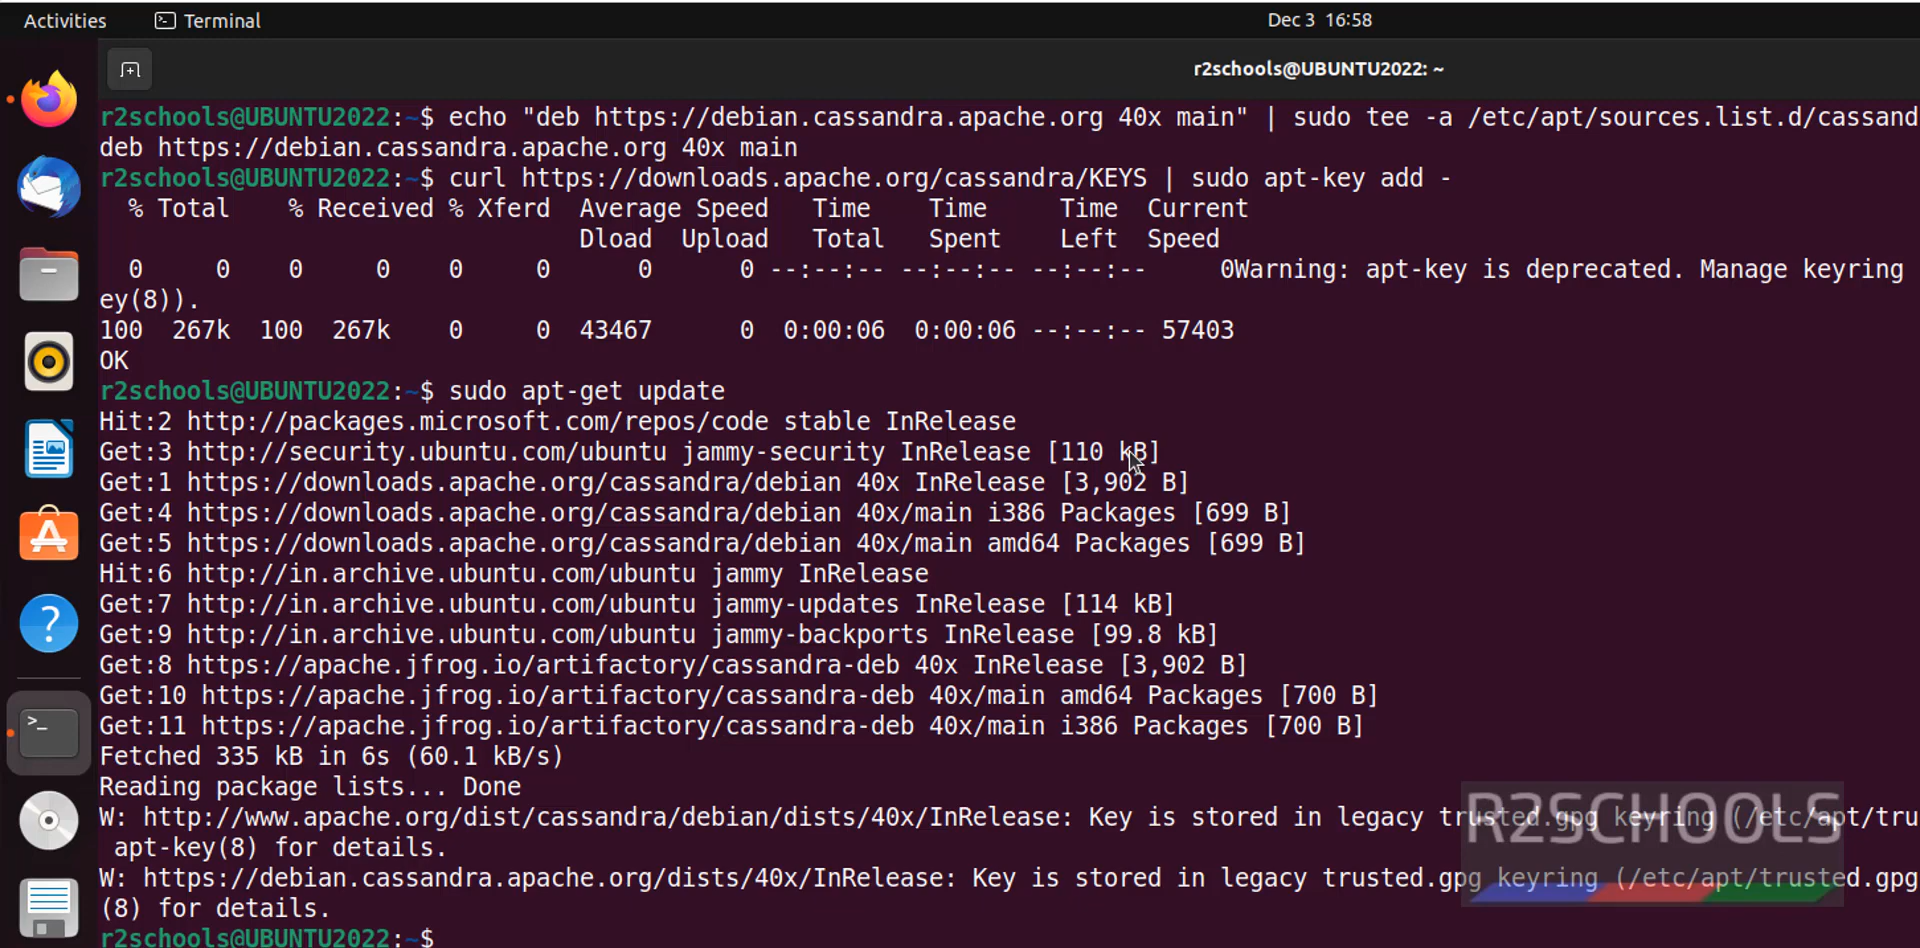 Activities
Terminal
Dec 3 16:58
r2schools@UBUNTU2022: ~
r2schools@UBUNTU2022:~$ echo "deb https://debian.cassandra.apache.org 40x main" | sudo tee -a /etc/apt/sources.list.d/cassand
deb https://debian.cassandra.apache.org 40x main
r2schools@UBUNTU2022:~$ curl https://downloads.apache.org/cassandra/KEYS | sudo apt-key add -
% Total % Received % Xferd Average Speed Time Time Time Current
Dload Upload Total Spent Left Speed
0 0 0 0 0 0 0 0 --:--:-- --:--:-- --:--:-- 0Warning: apt-key is deprecated. Manage keyring
ey(8)).
100 267k 100 267k 0 0 43467 0 0:00:06 0:00:06 --:--:-- 57403
OK
r2schools@UBUNTU2022:~$ sudo apt-get update
Hit:2 http://packages.microsoft.com/repos/code stable InRelease
Get:3 http://security.ubuntu.com/ubuntu jammy-security InRelease [110 kB]
Get:1 https://downloads.apache.org/cassandra/debian 40x InRelease [3,902 B]
Get:4 https://downloads.apache.org/cassandra/debian 40x/main i386 Packages [699 B]
Get:5 https://downloads.apache.org/cassandra/debian 40x/main amd64 Packages [699 B]
Hit:6 http://in.archive.ubuntu.com/ubuntu jammy InRelease
Get:7 http://in.archive.ubuntu.com/ubuntu jammy-updates InRelease [114 kB]
Get:9 http://in.archive.ubuntu.com/ubuntu jammy-backports InRelease [99.8 kB]
Get:8 https://apache.jfrog.io/artifactory/cassandra-deb 40x InRelease [3,902 B]
Get:10 https://apache.jfrog.io/artifactory/cassandra-deb 40x/main amd64 Packages [700 B]
Get:11 https://apache.jfrog.io/artifactory/cassandra-deb 40x/main i386 Packages [700 B]
Fetched 335 kB in 6s (60.1 kB/s)
Reading package lists... Done
W: http://www.apache.org/dist/cassandra/debian/dists/40x/InRelease: Key is stored in legacy trusted.gpg keyring (/etc/apt/tru
apt-key(8) for details.
W: https://debian.cassandra.apache.org/dists/40x/InRelease: Key is stored in legacy trusted.gpg keyring (/etc/apt/trusted.gpg
(8) for details.
r2schools@UBUNTU2022:~$
R2SCHOOLS